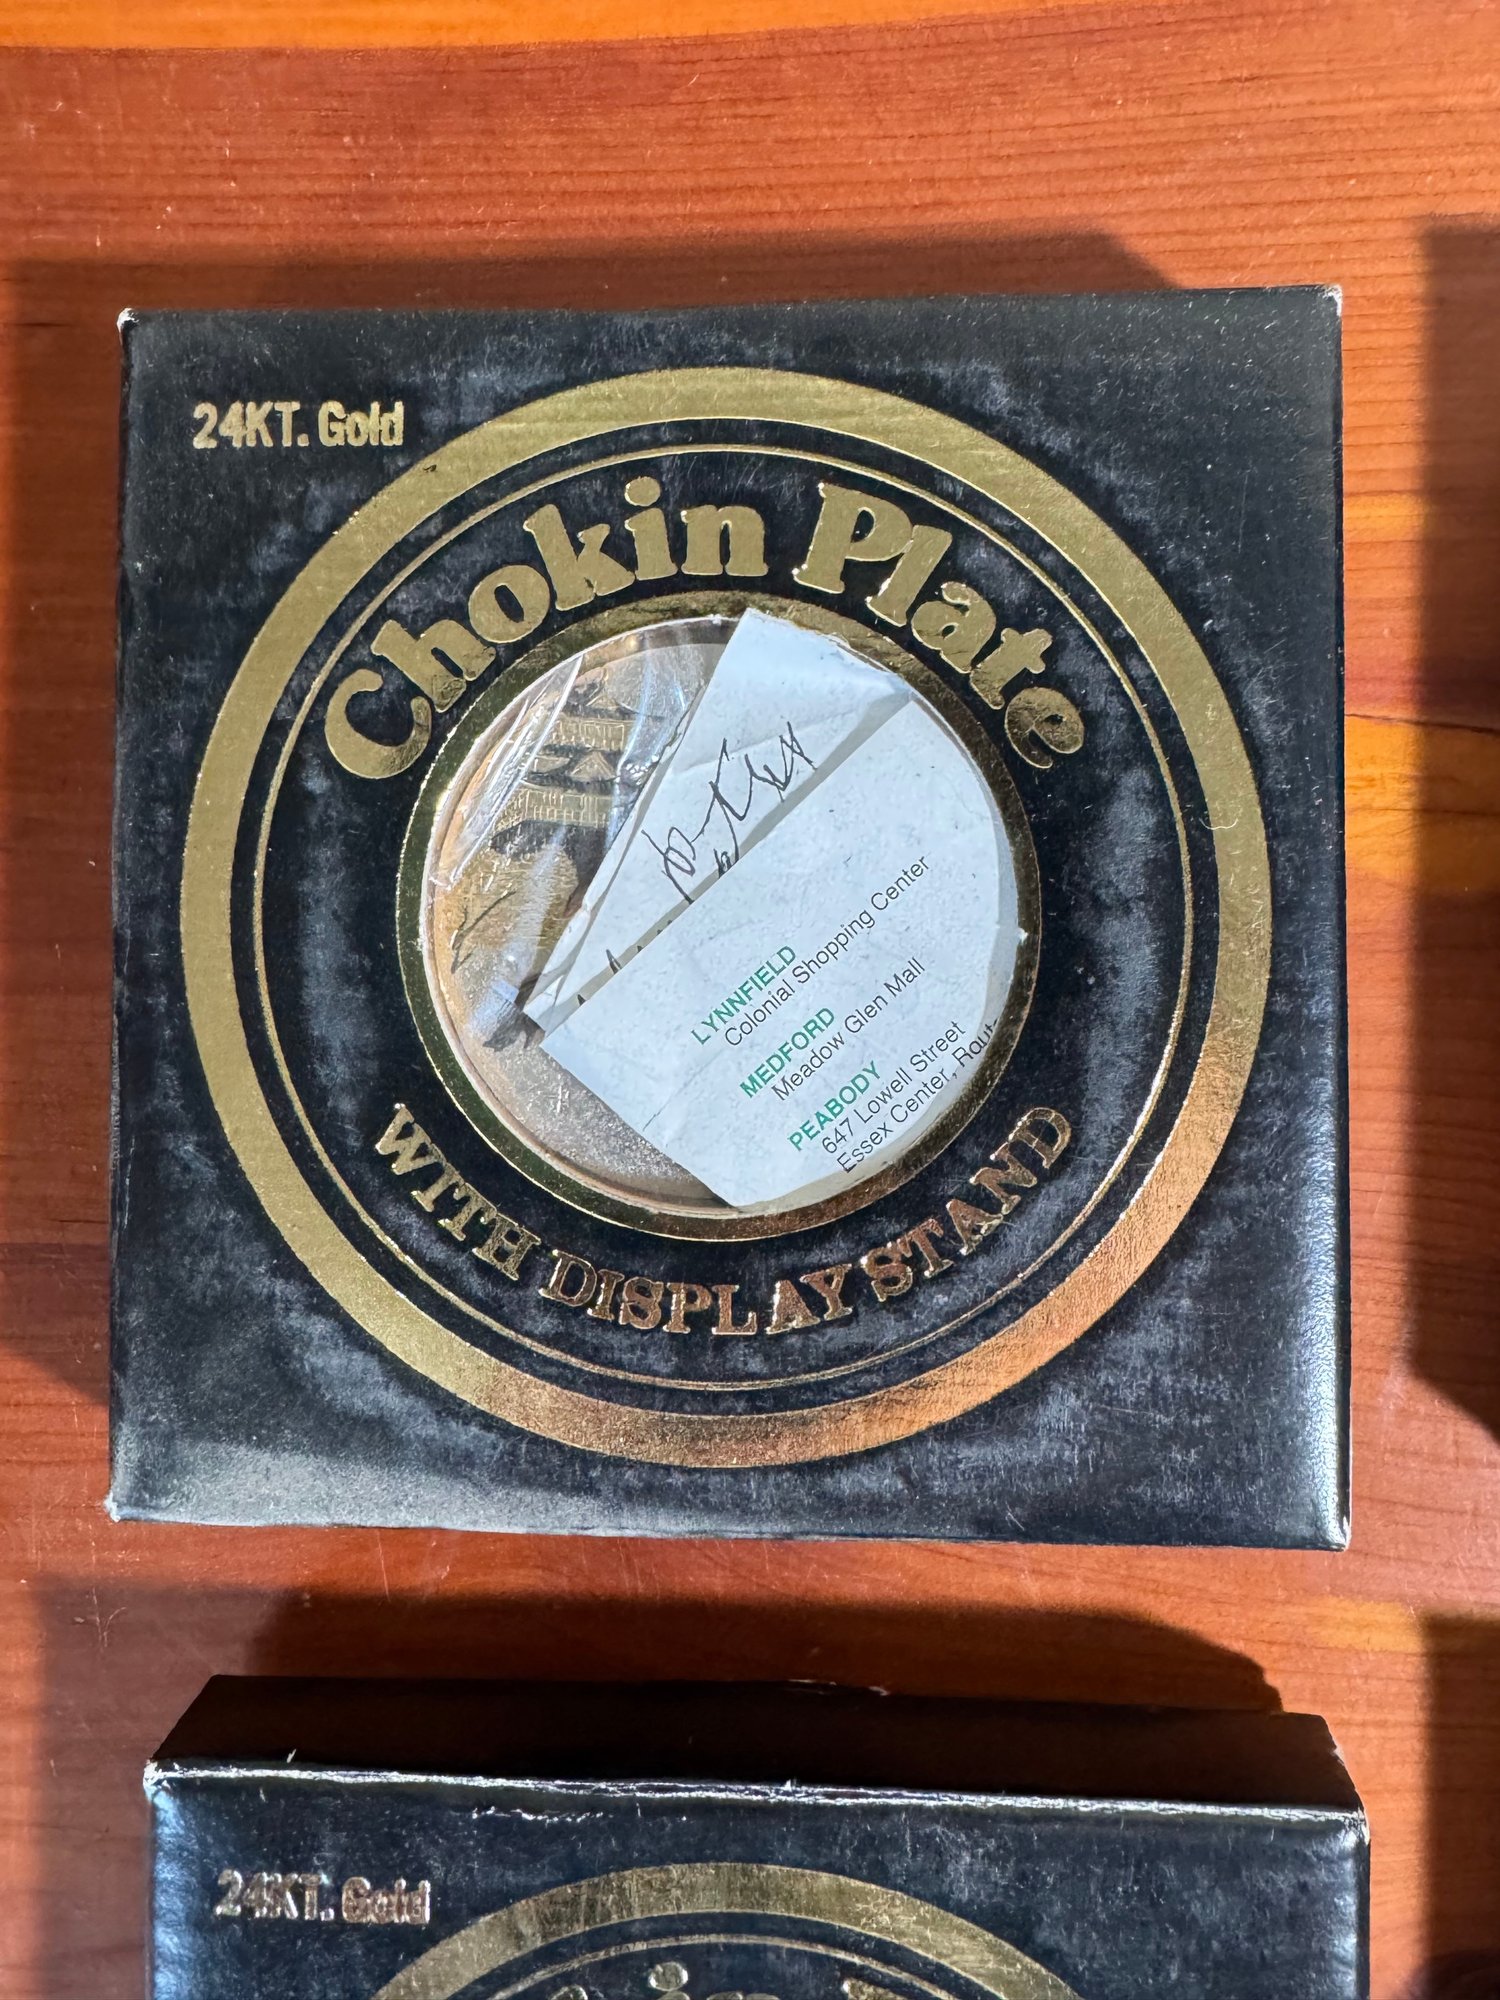 24KT. Gold
Chokin Plate
LYNNFIELD
Colonial Shopping Center
MEDFORD
Meadow Glen Mall
PEABODY
647 Lowell Street
Essex Center, Rout
WITH DISPLAY STAND
24KT. Gold